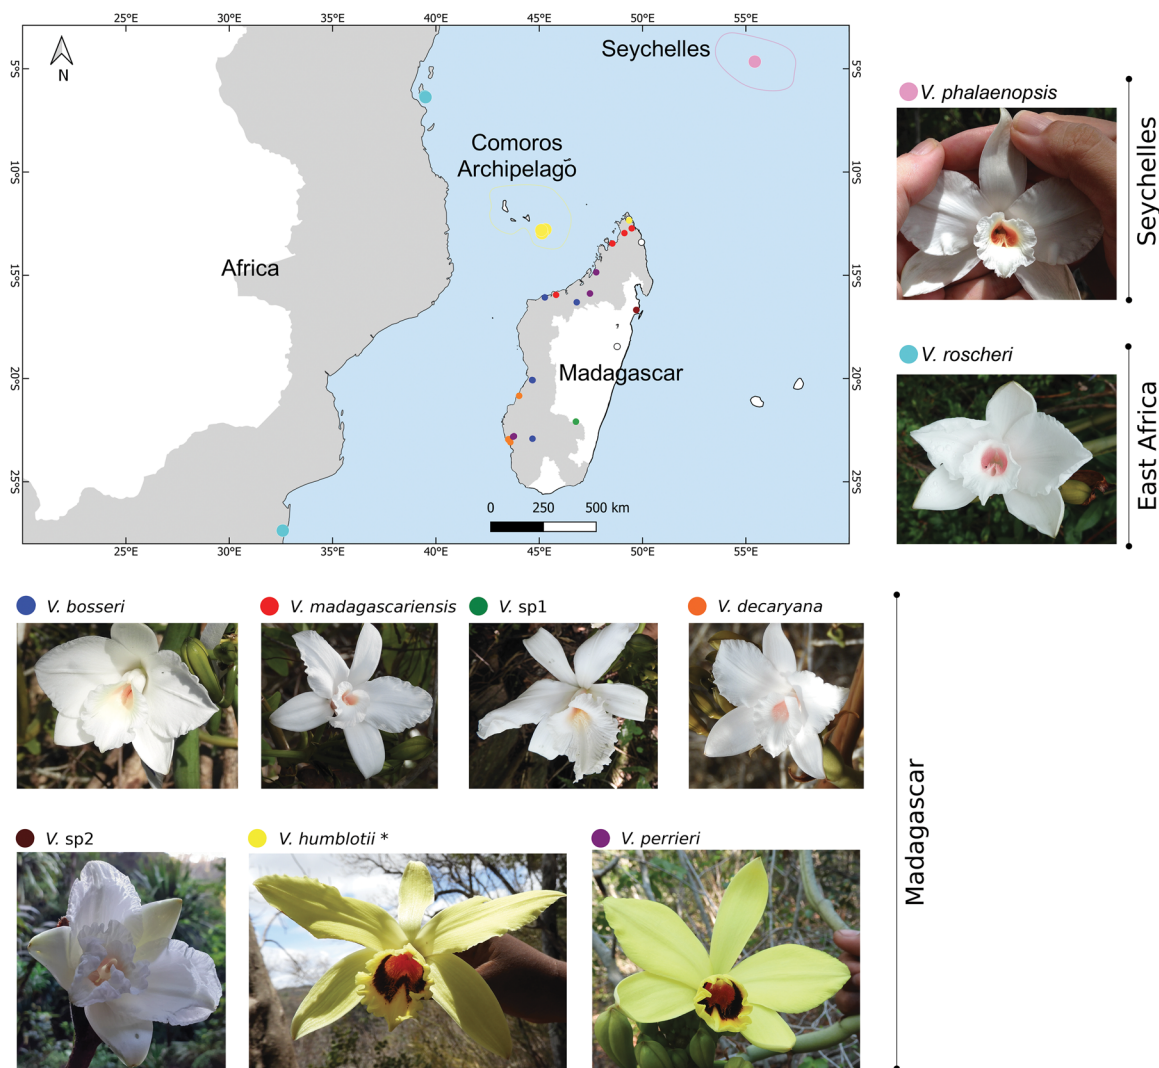 25°E 30°E 35°E 40°E 45°E 50°E 55°E
N
5°S
10°S
15°S
20°S
25°S
Seychelles
Comoros
Archipelago
Africa
Madagascar
0 250 500 km
5°S
10°S
15°S
20°S
25°S
25°E 30°E 35°E 40°E 45°E 50°E 55°E
V. phalaenopsis
Seychelles
V. roscheri
East Africa
V. bosseri
V. madagascariensis
V. sp1
V. decaryana
V. sp2
V. humblotii *
V. perrieri
Madagascar